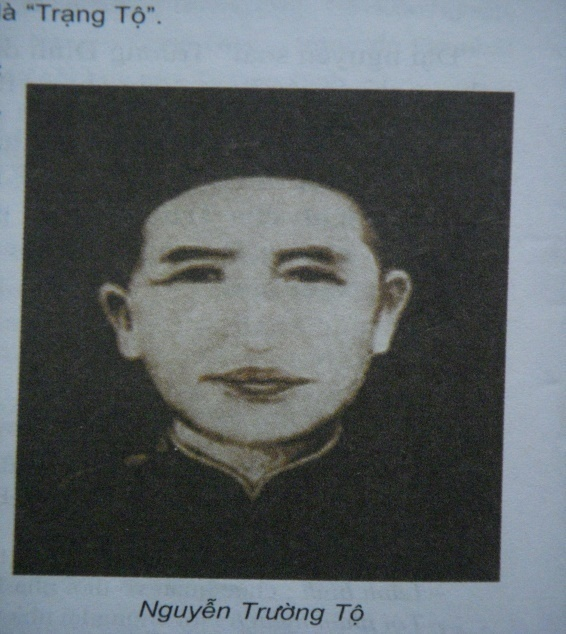 là “Trạng Tộ”.
Nguyễn Trường Tộ